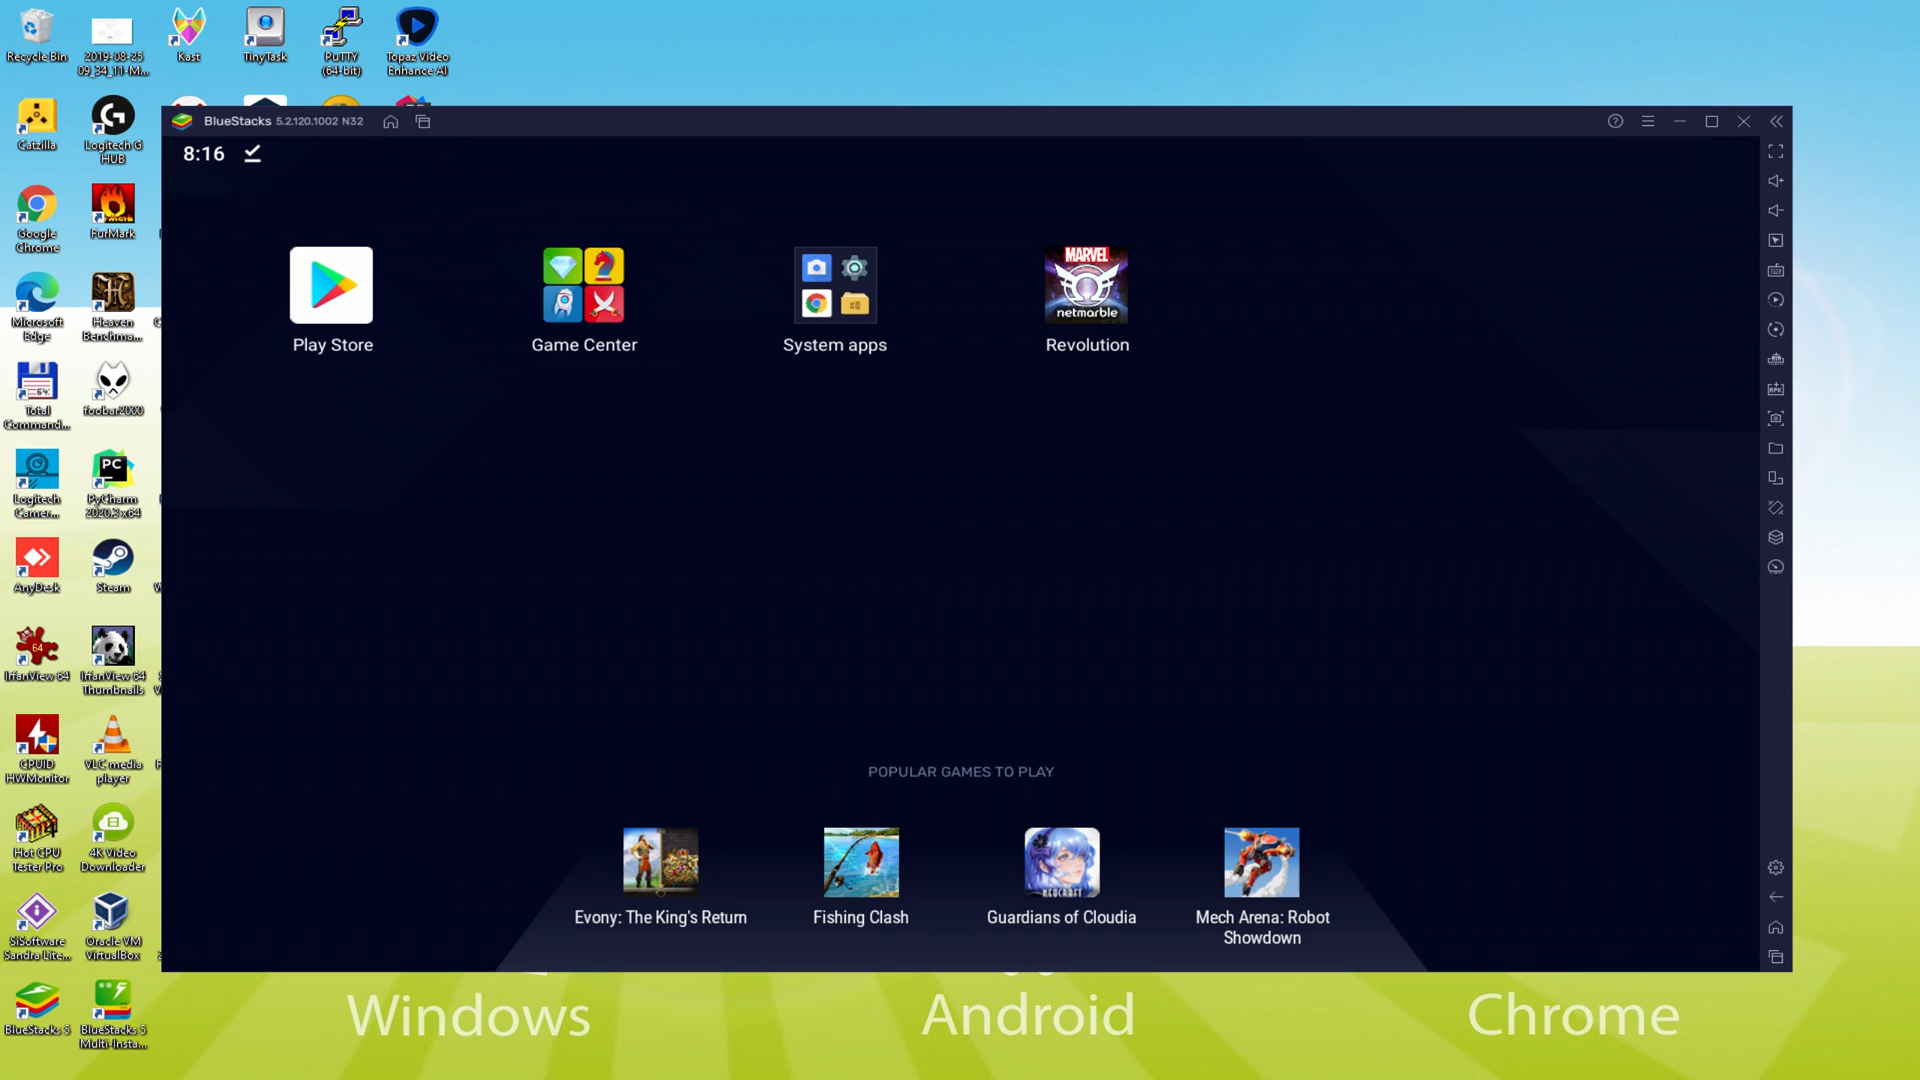 Recycle Bin
2019-08-25
09_34_11-M...
Kast
TinyTask
PuTTY
(64-bit)
Topaz Video
Enhance AI
Catzilla
Logitech G
HUB
Google
Chrome
FurMark
Microsoft
Edge
Heaven
Benchma...
Total
Command...
foobar2000
Logitech
Camer...
PC
PyCharm
2020.3 x64
AnyDesk
Steam
64
IrfanView 64
IrfanView 64
Thumbnails
CPUID
HWMonitor
VLC media
player
Hot CPU
Tester Pro
4K Video
Downloader
SiSoftware
Sandra Lite...
Oracle VM
VirtualBox
BlueStacks 5
BlueStacks 5
Multi-Insta...
BlueStacks 5.2.120.1002 N32
8:16
Play Store
Game Center
System apps
MARVEL
netmarble
Revolution
POPULAR GAMES TO PLAY
NEOCRAFT
Evony: The King's Return
Fishing Clash
Guardians of Cloudia
Mech Arena: Robot
Showdown
Windows
Android
Chrome